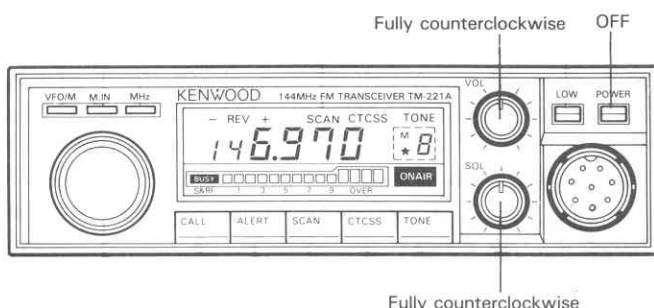 Fully counterclockwise OFF
VFO/M M.IN MHz
KENWOOD 144MHz FM TRANSCEIVER TM-221A
VOL
LOW POWER
− REV + SCAN CTCSS TONE
146.970 M ★ 8
BUSY ON AIR
S&RF 1 3 5 7 9 OVER
SQL
CALL ALERT SCAN CTCSS TONE
Fully counterclockwise